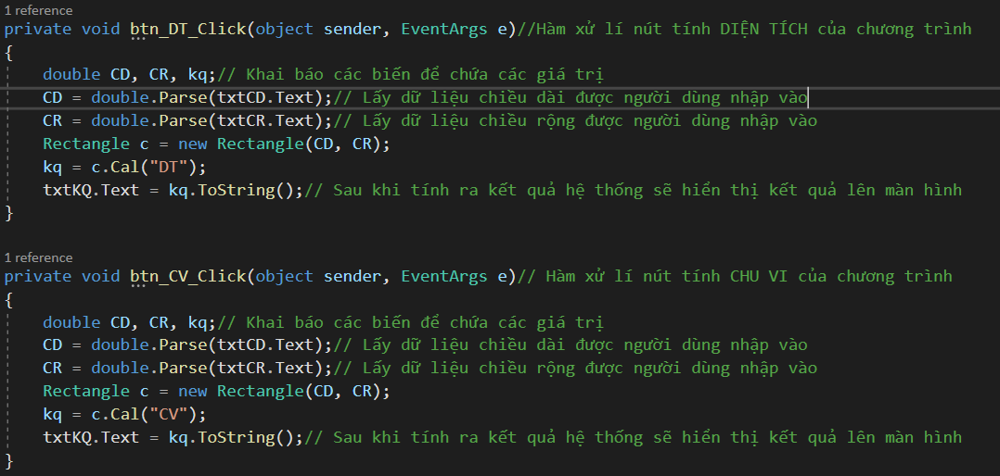 1 reference
private void btn_DT_Click(object sender, EventArgs e)//Hàm xử lí nút tính DIỆN TÍCH của chương trình
{
double CD, CR, kq;// Khai báo các biến để chứa các giá trị
CD = double.Parse(txtCD.Text);// Lấy dữ liệu chiều dài được người dùng nhập vào
CR = double.Parse(txtCR.Text);// Lấy dữ liệu chiều rộng được người dùng nhập vào
Rectangle c = new Rectangle(CD, CR);
kq = c.Cal("DT");
txtKQ.Text = kq.ToString();// Sau khi tính ra kết quả hệ thống sẽ hiển thị kết quả lên màn hình
}
1 reference
private void btn_CV_Click(object sender, EventArgs e)// Hàm xử lí nút tính CHU VI của chương trình
{
double CD, CR, kq;// Khai báo các biến để chứa các giá trị
CD = double.Parse(txtCD.Text);// Lấy dữ liệu chiều dài được người dùng nhập vào
CR = double.Parse(txtCR.Text);// Lấy dữ liệu chiều rộng được người dùng nhập vào
Rectangle c = new Rectangle(CD, CR);
kq = c.Cal("CV");
txtKQ.Text = kq.ToString();// Sau khi tính ra kết quả hệ thống sẽ hiển thị kết quả lên màn hình
}